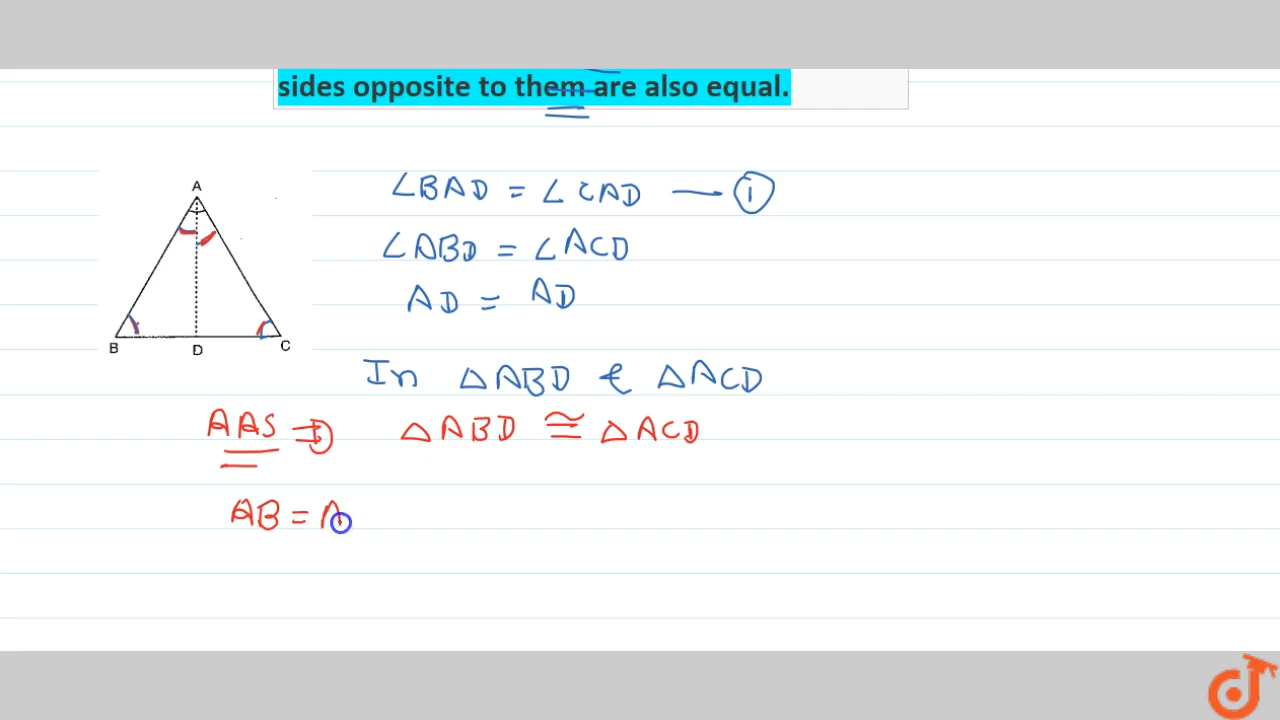 sides opposite to them are also equal.
A
B
D
C
∠BAD = ∠CAD — ①
∠ABD = ∠ACD
AD = AD
In △ABD & △ACD
AAS ⇒ △ABD ≅ △ACD
AB = A